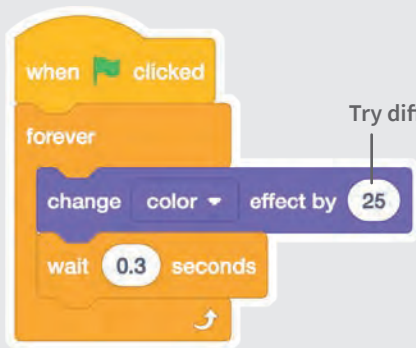 when clicked
Try dif
forever
change color effect by 25
wait 0.3 seconds